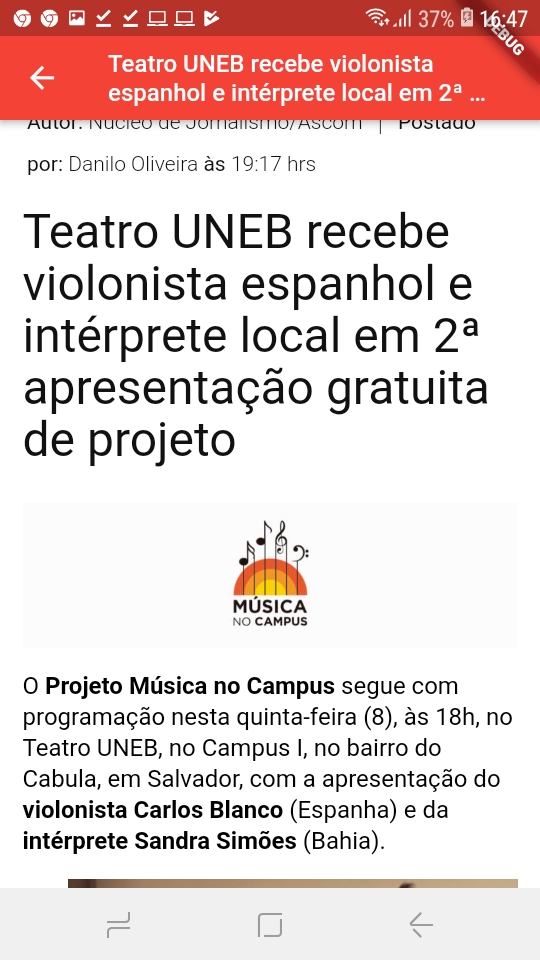 37% 16:47
DEBUG
Teatro UNEB recebe violonista
espanhol e intérprete local em 2ª ...
Autor: Núcleo de Jornalismo/Ascom | Postado
por: Danilo Oliveira às 19:17 hrs
Teatro UNEB recebe
violonista espanhol e
intérprete local em 2ª
apresentação gratuita
de projeto
MÚSICA
NO CAMPUS
O Projeto Música no Campus segue com
programação nesta quinta-feira (8), às 18h, no
Teatro UNEB, no Campus I, no bairro do
Cabula, em Salvador, com a apresentação do
violonista Carlos Blanco (Espanha) e da
intérprete Sandra Simões (Bahia).